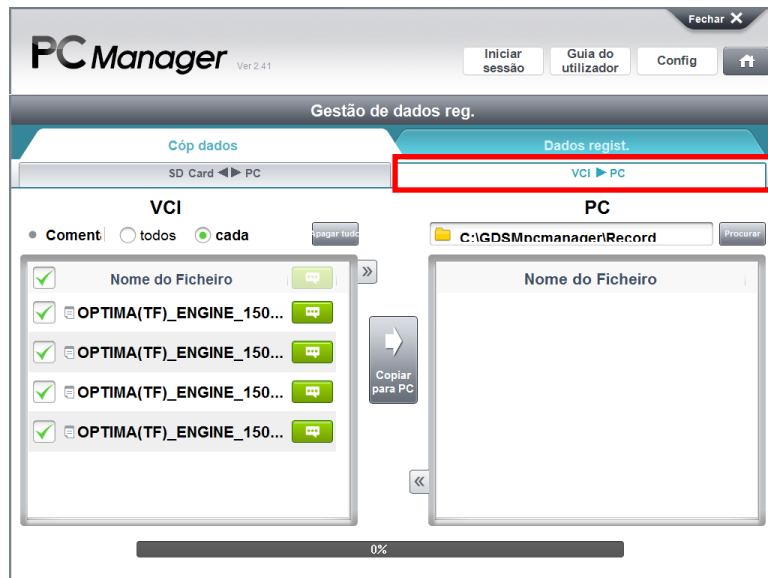 Fechar X
PC Manager Ver 2.41
Iniciar sessão
Guia do utilizador
Config
Gestão de dados reg.
Cóp dados
Dados regist.
SD Card ◀▶ PC
VCI ▶ PC
VCI
PC
Coment
todos
cada
Apagar tudo
C:\GDSMpcmanager\Record
Procurar
Nome do Ficheiro
Nome do Ficheiro
OPTIMA(TF)_ENGINE_150...
OPTIMA(TF)_ENGINE_150...
OPTIMA(TF)_ENGINE_150...
OPTIMA(TF)_ENGINE_150...
Copiar para PC
0%